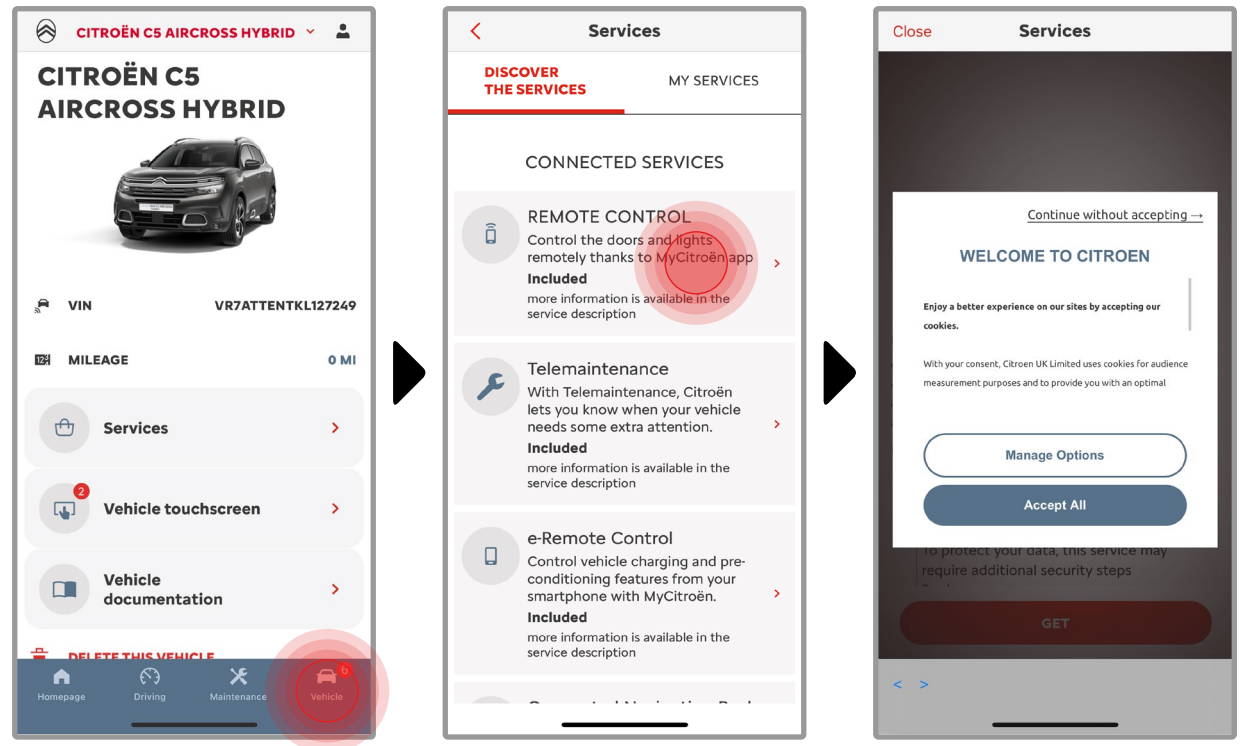 CITROËN C5 AIRCROSS HYBRID
CITROËN C5
AIRCROSS HYBRID
VIN VR7ATTENTKL127249
MILEAGE 0 MI
Services
2
Vehicle touchscreen
Vehicle
documentation
DELETE THIS VEHICLE
6
Homepage Driving Maintenance Vehicle
Services
DISCOVER
THE SERVICES
MY SERVICES
CONNECTED SERVICES
REMOTE CONTROL
Control the doors and lights
remotely thanks to MyCitroën app
Included
more information is available in the
service description
Telemaintenance
With Telemaintenance, Citroën
lets you know when your vehicle
needs some extra attention.
Included
more information is available in the
service description
e-Remote Control
Control vehicle charging and pre-
conditioning features from your
smartphone with MyCitroën.
Included
more information is available in the
service description
Close Services
Continue without accepting →
WELCOME TO CITROEN
Enjoy a better experience on our sites by accepting our
cookies.
With your consent, Citroen UK Limited uses cookies for audience
measurement purposes and to provide you with an optimal
Manage Options
Accept All
To protect your data, this service may
require additional security steps
GET
< >